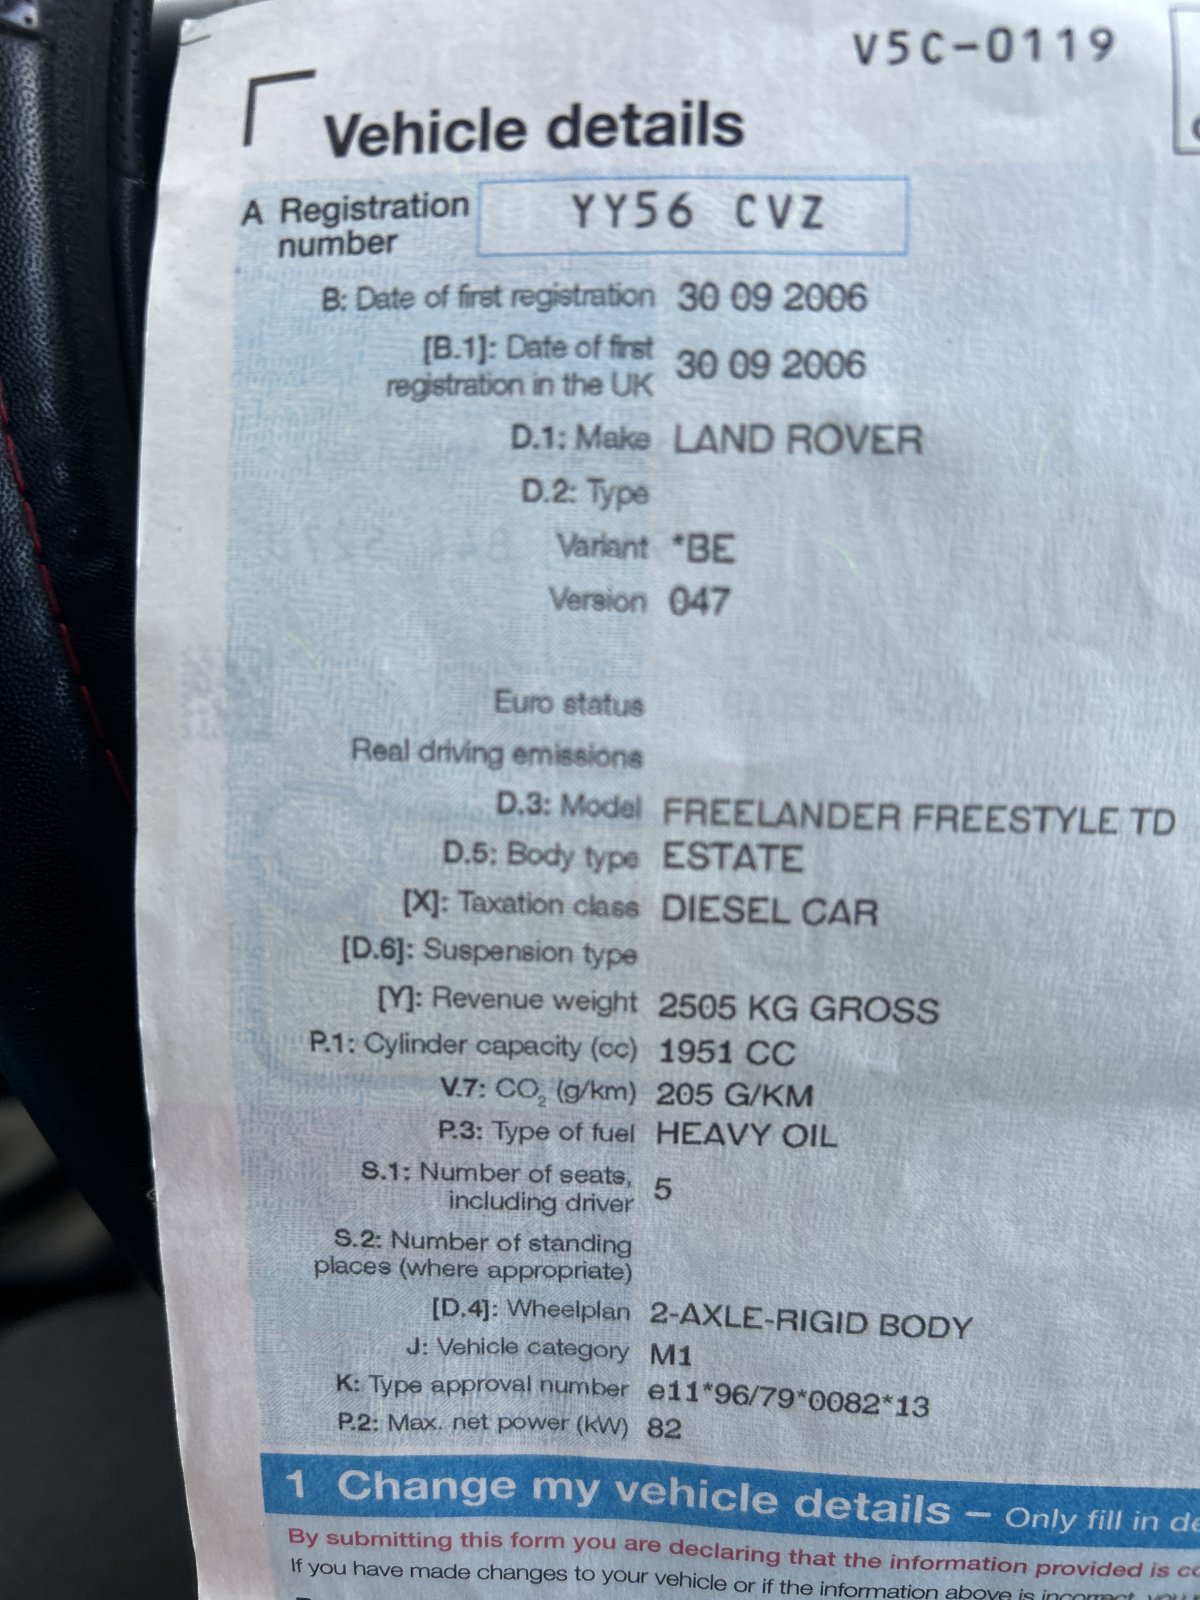 V5C-0119
Vehicle details
A Registration number YY56 CVZ
B: Date of first registration 30 09 2006
[B.1]: Date of first registration in the UK 30 09 2006
D.1: Make LAND ROVER
D.2: Type
Variant *BE
Version 047
Euro status
Real driving emissions
D.3: Model FREELANDER FREESTYLE TD
D.5: Body type ESTATE
[X]: Taxation class DIESEL CAR
[D.6]: Suspension type
[Y]: Revenue weight 2505 KG GROSS
P.1: Cylinder capacity (cc) 1951 CC
V.7: CO₂ (g/km) 205 G/KM
P.3: Type of fuel HEAVY OIL
S.1: Number of seats, including driver 5
S.2: Number of standing places (where appropriate)
[D.4]: Wheelplan 2-AXLE-RIGID BODY
J: Vehicle category M1
K: Type approval number e11*96/79*0082*13
P.2: Max. net power (kW) 82
1 Change my vehicle details – Only fill in
By submitting this form you are declaring that the information provided is
If you have made changes to your vehicle or if the information above is incorrect,